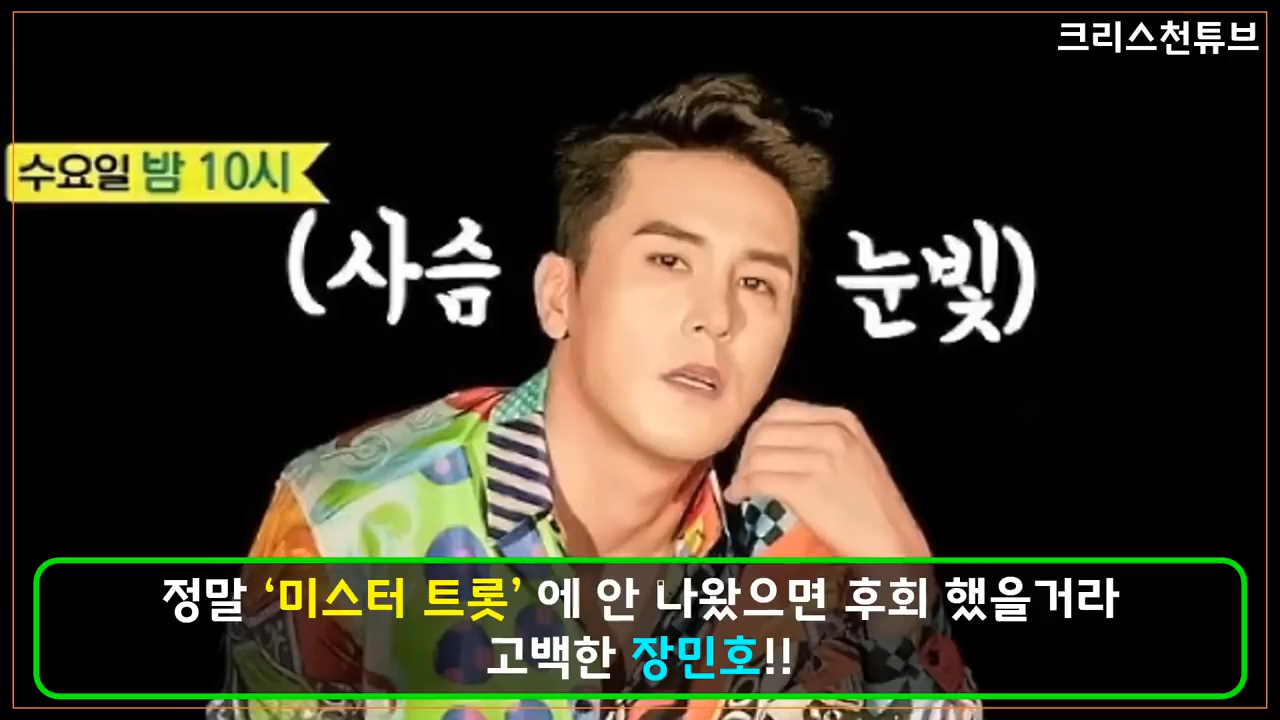 크리스천튜브
수요일 밤 10시
(사슴 눈빛)
정말 ‘미스터 트롯’ 에 안 나왔으면 후회 했을거라
고백한 장민호!!